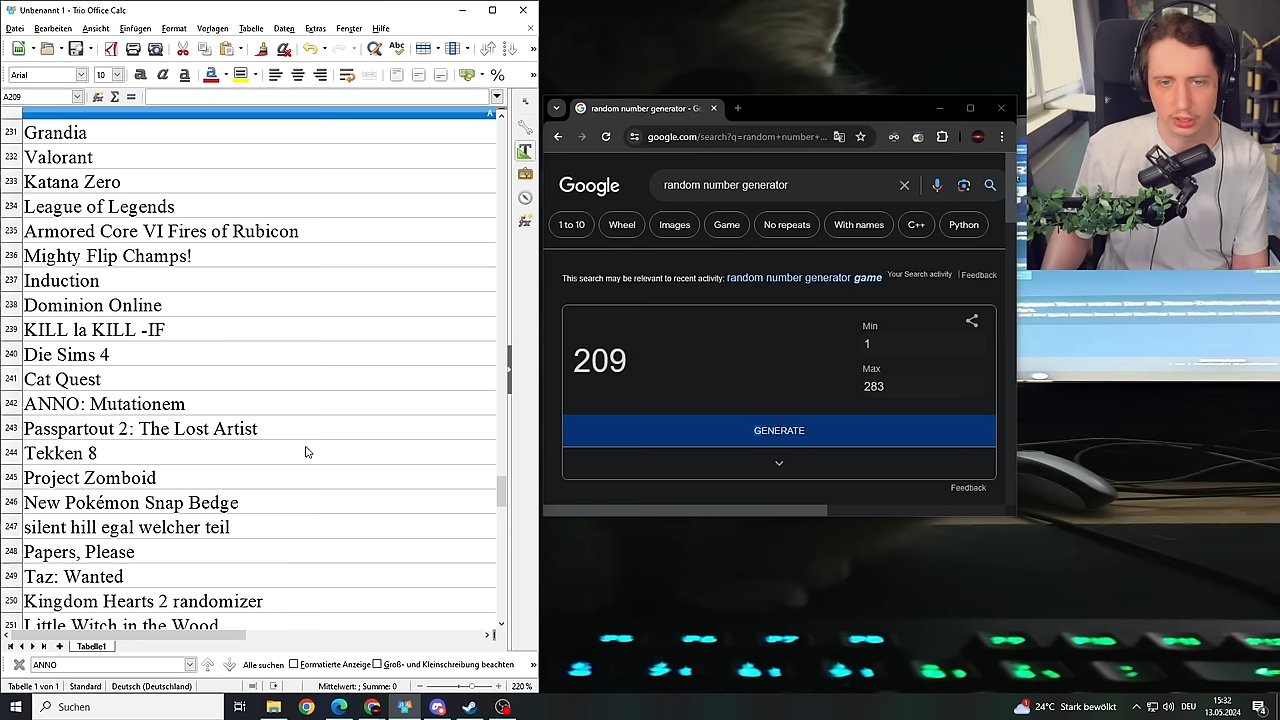 Unbenannt 1 - Trio Office Calc
Datei Bearbeiten Ansicht Einfügen Format Vorlagen Tabelle Daten Extras Fenster Hilfe
Arial 10
A209
A
231 Grandia
232 Valorant
233 Katana Zero
234 League of Legends
235 Armored Core VI Fires of Rubicon
236 Mighty Flip Champs!
237 Induction
238 Dominion Online
239 KILL la KILL -IF
240 Die Sims 4
241 Cat Quest
242 ANNO: Mutationem
243 Passpartout 2: The Lost Artist
244 Tekken 8
245 Project Zomboid
246 New Pokémon Snap Bedge
247 silent hill egal welcher teil
248 Papers, Please
249 Taz: Wanted
250 Kingdom Hearts 2 randomizer
251 Little Witch in the Wood
Tabelle1
ANNO Alle suchen Formatierte Anzeige Groß- und Kleinschreibung beachten
Tabelle 1 von 1 Standard Deutsch (Deutschland) Mittelwert: ; Summe: 0 220 %
random number generator - Go
google.com/search?q=random+number+...
Google random number generator
1 to 10 Wheel Images Game No repeats With names C++ Python
This search may be relevant to recent activity: random number generator game Your Search activity | Feedback
209
Min
1
Max
283
GENERATE
Feedback
Suchen
24°C Stark bewölkt DEU 15:32
13.05.2024